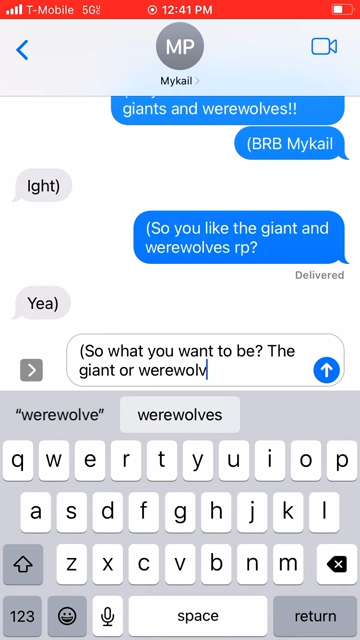 T-Mobile 5G 12:41 PM
MP
Mykail
giants and werewolves!!
(BRB Mykail
Ight)
(So you like the giant and
werewolves rp?
Delivered
Yea)
(So what you want to be? The
giant or werewolv
“werewolve” werewolves
q w e r t y u i o p
a s d f g h j k l
z x c v b n m
123 space return